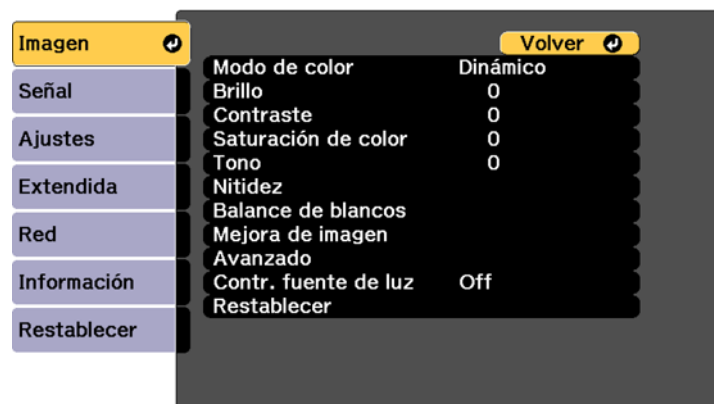 Imagen
Señal
Ajustes
Extendida
Red
Información
Restablecer
Volver
Modo de color Dinámico
Brillo 0
Contraste 0
Saturación de color 0
Tono 0
Nitidez
Balance de blancos
Mejora de imagen
Avanzado
Contr. fuente de luz Off
Restablecer